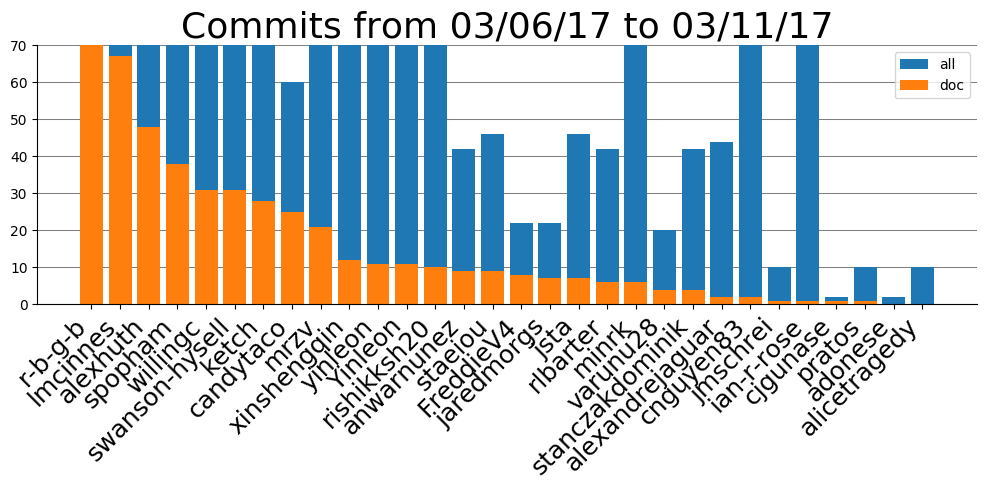 Commits from 03/06/17 to 03/11/17
70
60
50
40
30
20
10
0
all
doc
r-b-g-b
lmcinnes
alexihuth
spopham
willingc
swanson-hysell
ketch
candytaco
mrzv
xinshengqin
yinleon
Yinleon
rishikksh20
anwarnunez
staeiou
FreddieV4
jaredmorgs
jsta
rlbarter
minrk
varunu28
stanczakdominik
alexandrejaguar
cnguyen83
jmschrei
ian-r-rose
cjgunase
pratos
adonese
alicetragedy